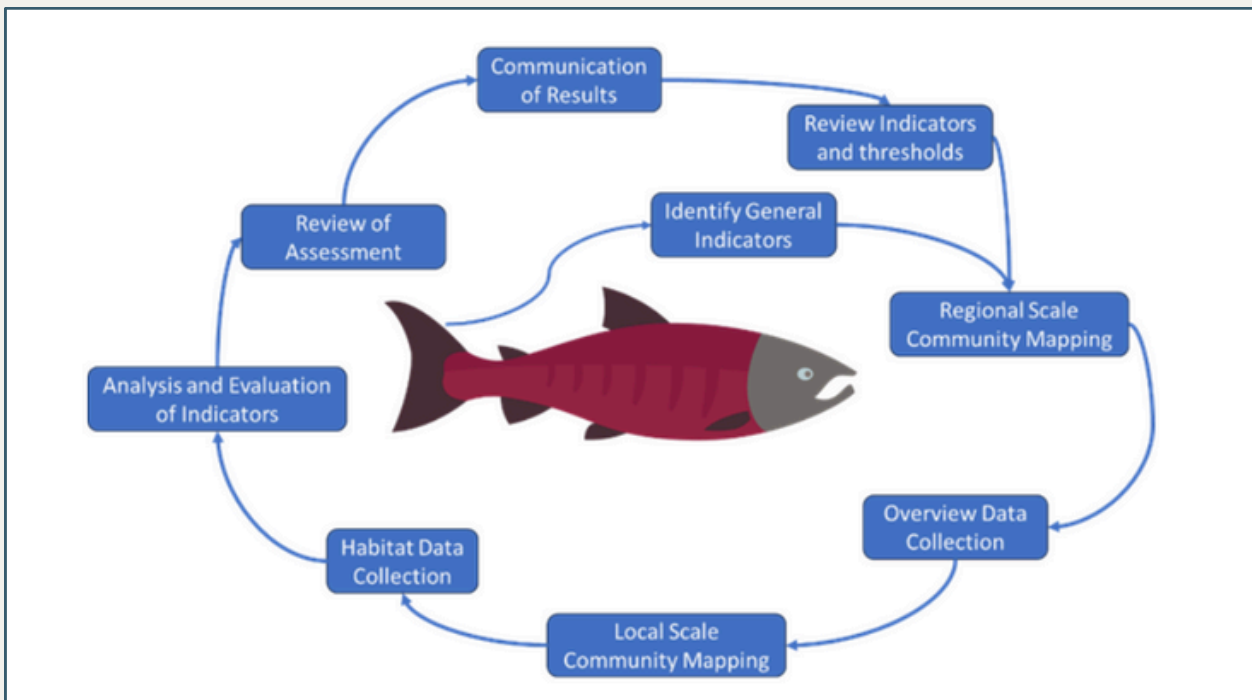 Communication
of Results
Review Indicators
and thresholds
Review of
Assessment
Identify General
Indicators
Regional Scale
Community Mapping
Analysis and Evaluation
of Indicators
Overview Data
Collection
Habitat Data
Collection
Local Scale
Community Mapping